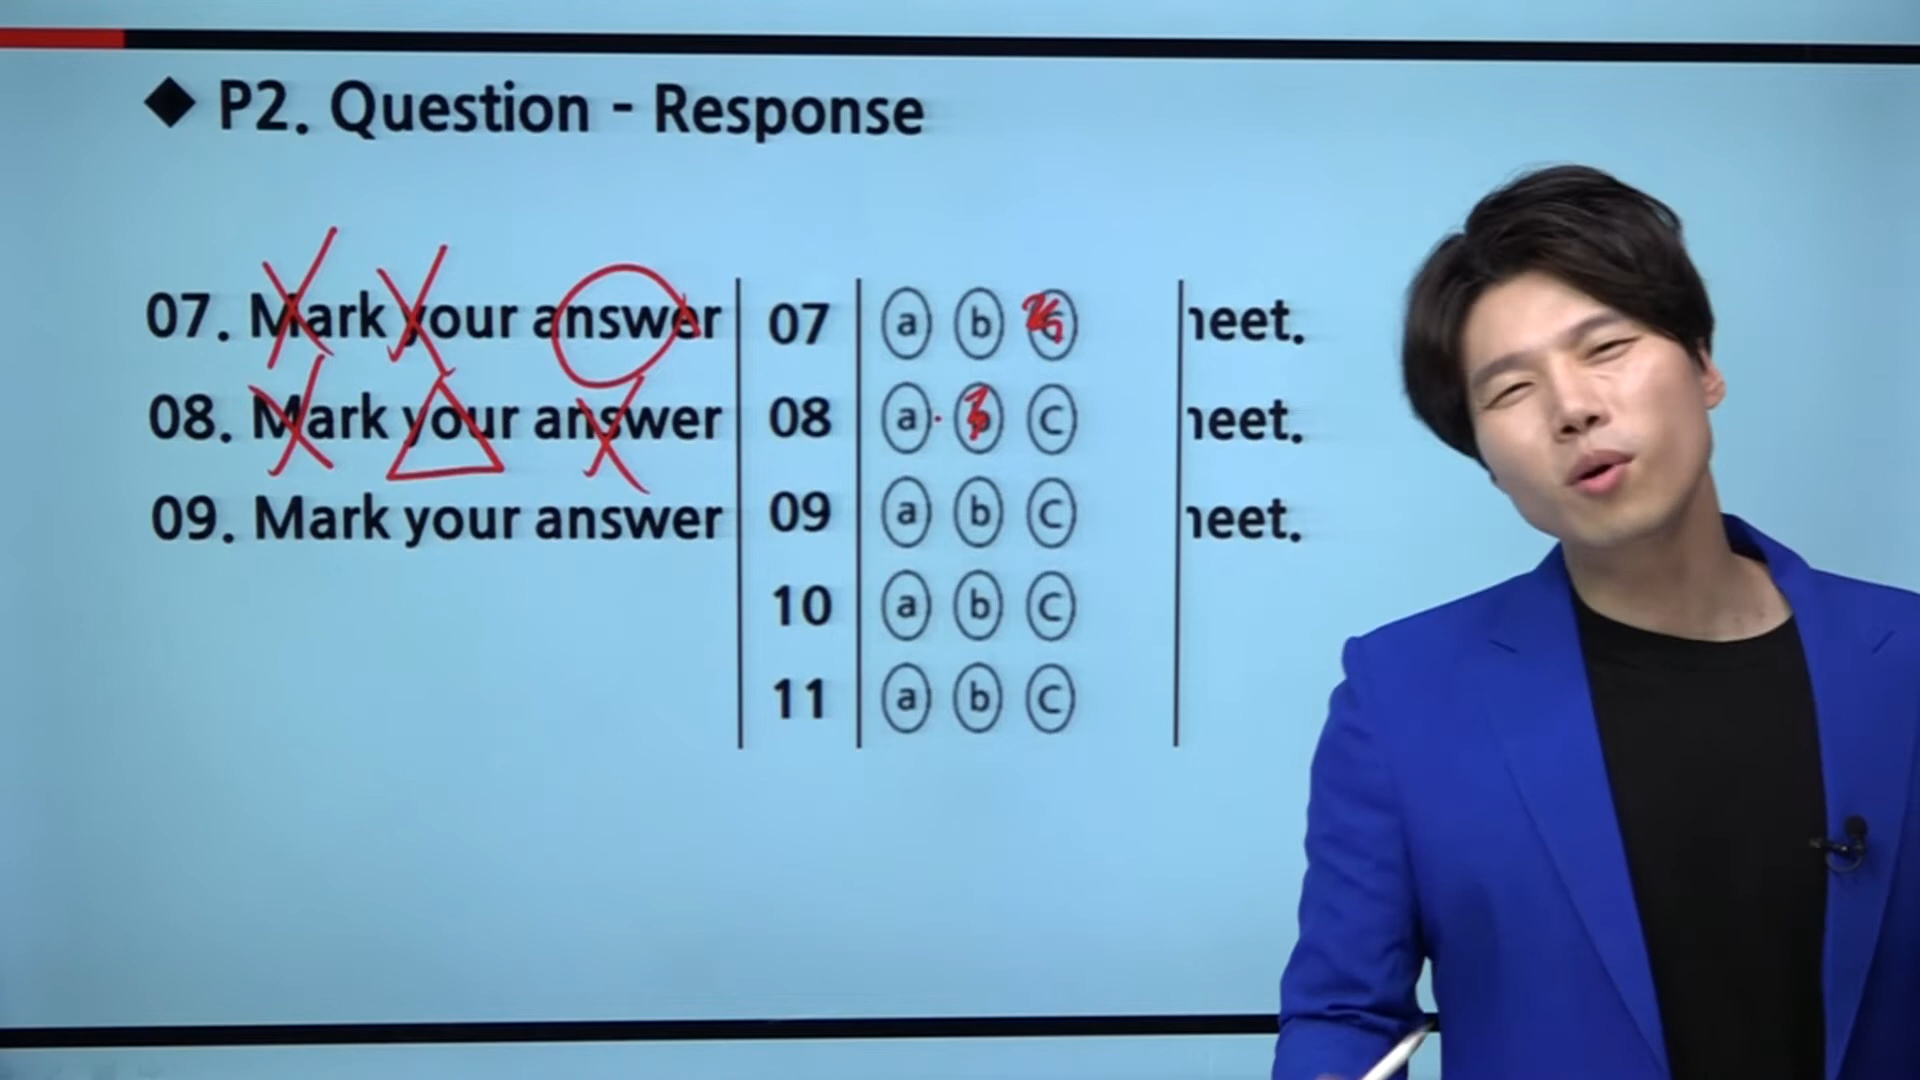 ◆ P2. Question - Response
07. Mark your answer
08. Mark your answer
09. Mark your answer
07 a b c
08 a b c
09 a b c
10 a b c
11 a b c
heet.
heet.
heet.